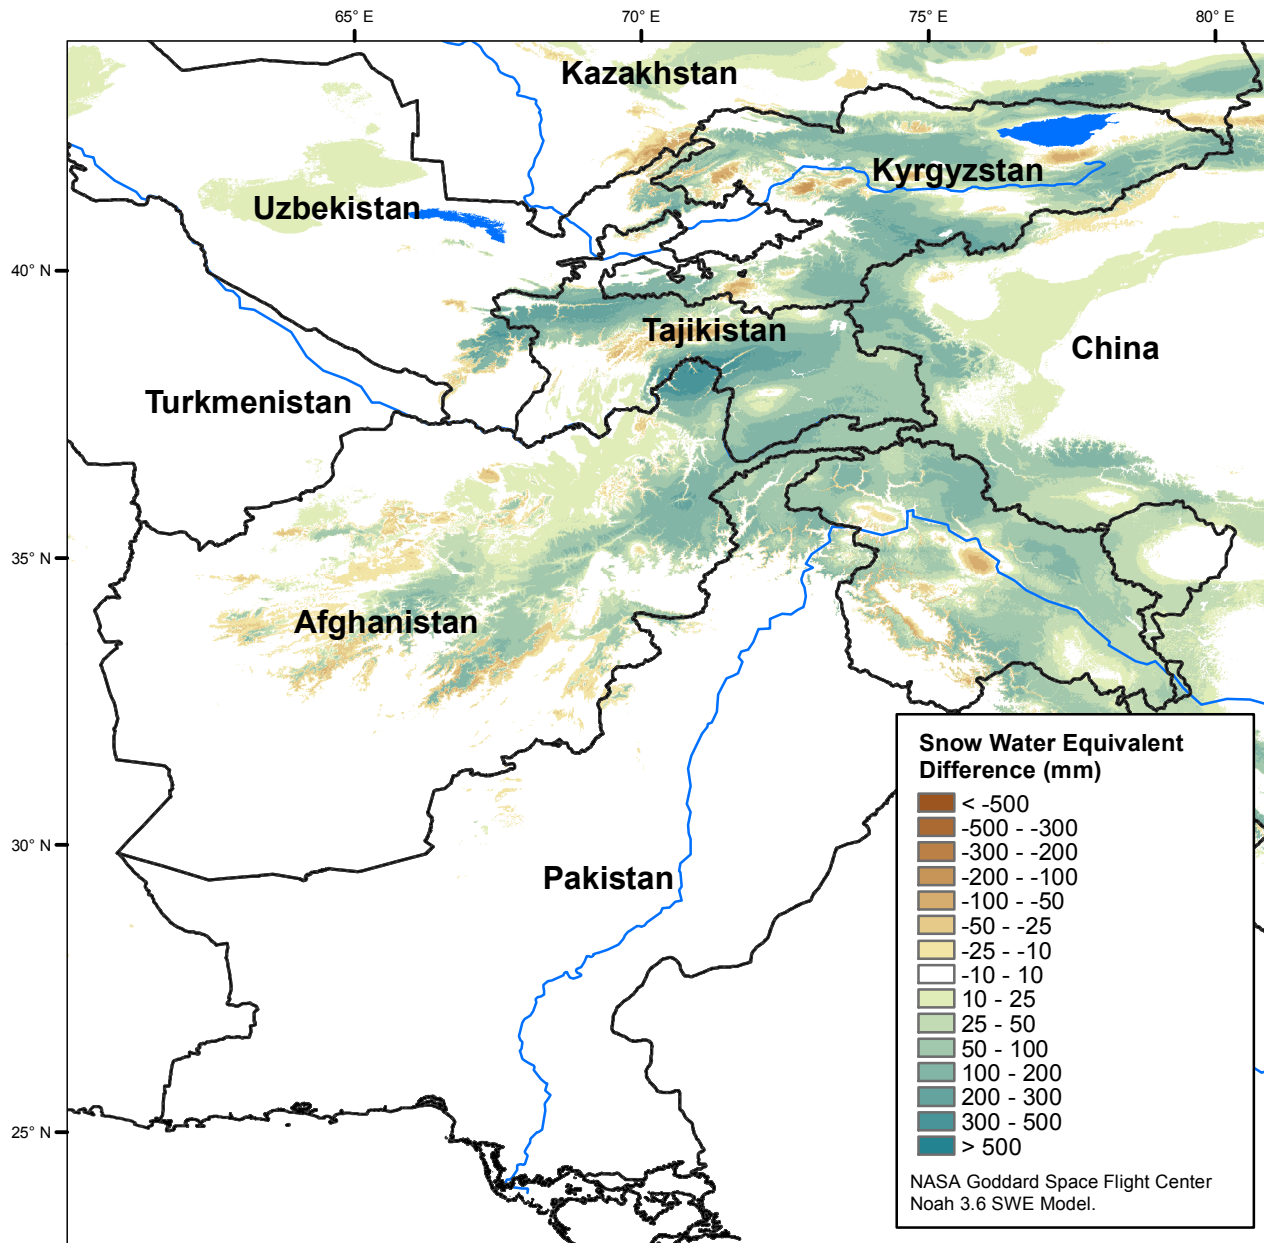 65° E
70° E
75° E
80° E
Kazakhstan
Kyrgyzstan
Uzbekistan
40° N
Tajikistan
China
Turkmenistan
35° N
Afghanistan
Snow Water Equivalent
Difference (mm)
< -500
-500 - -300
-300 - -200
-200 - -100
-100 - -50
-50 - -25
-25 - -10
-10 - 10
10 - 25
25 - 50
50 - 100
100 - 200
200 - 300
300 - 500
> 500
30° N
Pakistan
25° N
NASA Goddard Space Flight Center
Noah 3.6 SWE Model.